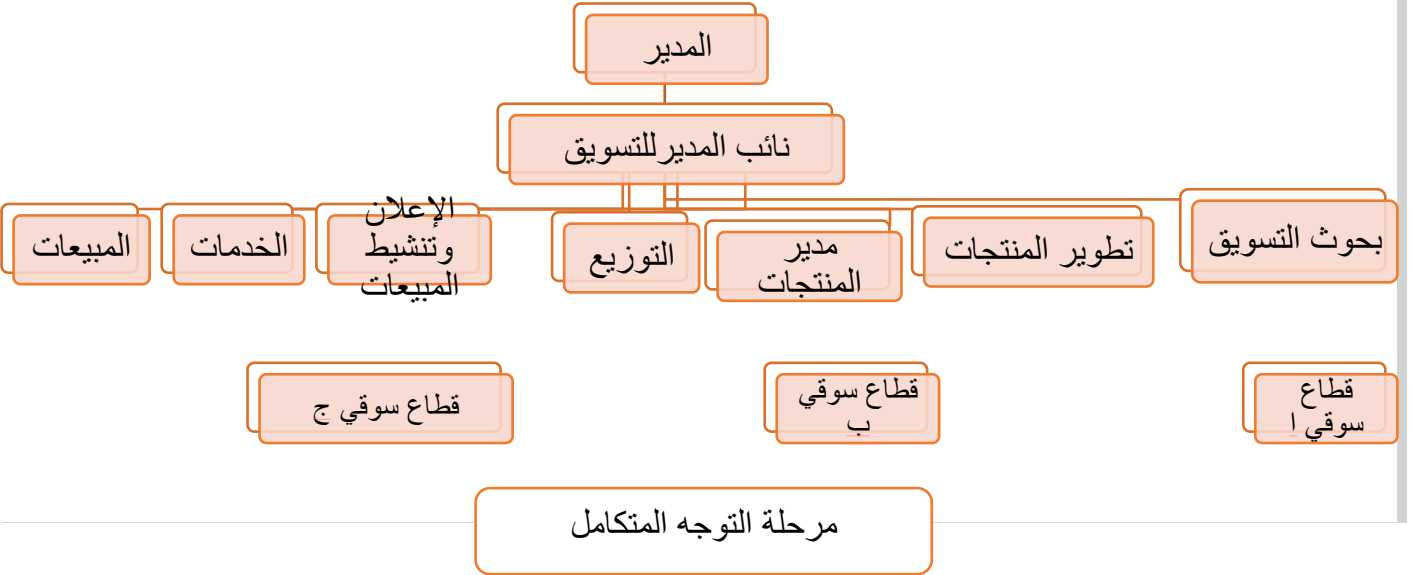 المدير
نائب المديرللتسويق
بحوث التسويق
تطوير المنتجات
مدير
المنتجات
التوزيع
الإعلان
وتنشيط
المبيعات
الخدمات
المبيعات
قطاع
سوقي ا
قطاع سوقي
ب
قطاع سوقي ج
مرحلة التوجه المتكامل